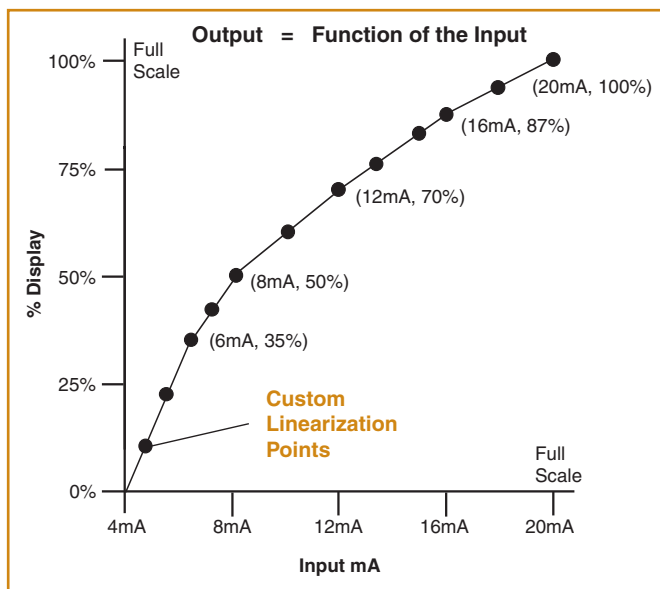 Output = Function of the Input
Full
Scale
100%
(20mA, 100%)
(16mA, 87%)
75%
(12mA, 70%)
% Display
50%
(8mA, 50%)
(6mA, 35%)
25%
Custom
Linearization
Points
Full
Scale
0%
4mA
8mA
12mA
16mA
20mA
Input mA